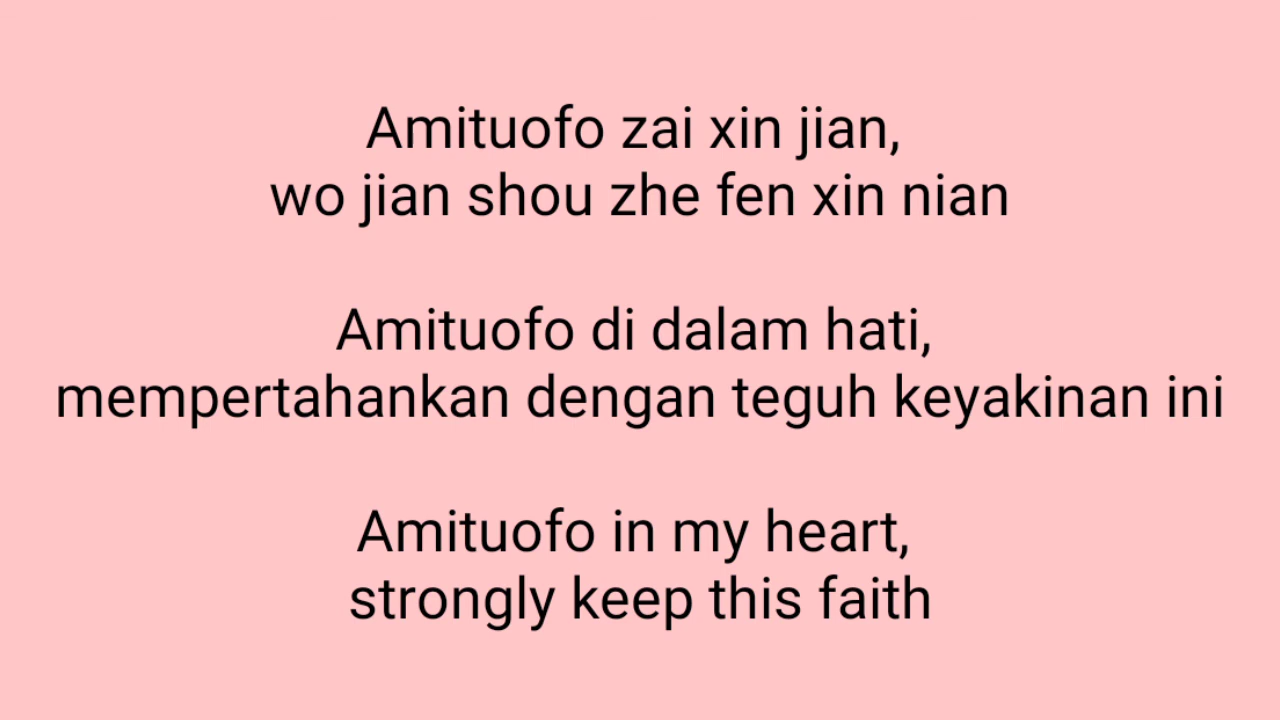 Amituofo zai xin jian,
wo jian shou zhe fen xin nian
Amituofo di dalam hati,
mempertahankan dengan teguh keyakinan ini
Amituofo in my heart,
strongly keep this faith